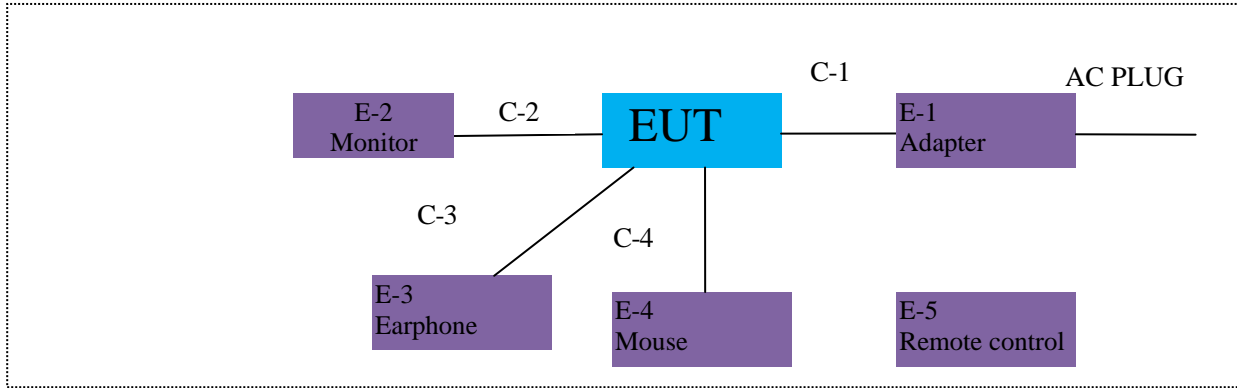 C-1
AC PLUG
E-2
Monitor
C-2
EUT
E-1
Adapter
C-3
C-4
E-3
Earphone
E-4
Mouse
E-5
Remote control